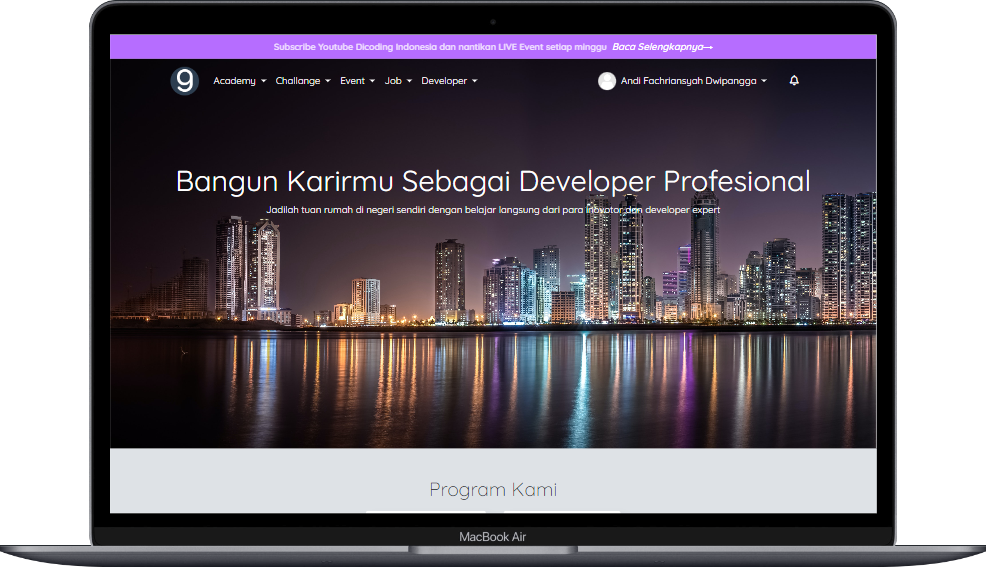 Subscribe Youtube Dicoding Indonesia dan nantikan LIVE Event setiap minggu Baca Selengkapnya→
9 Academy Challange Event Job Developer Andi Fachriansyah Dwipangga
Bangun Karirmu Sebagai Developer Profesional
Jadilah tuan rumah di negeri sendiri dengan belajar langsung dari para inovator dan developer expert
Program Kami
MacBook Air